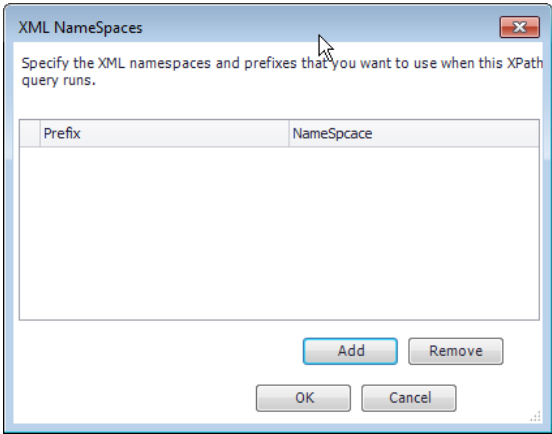 XML NameSpaces
Specify the XML namespaces and prefixes that you want to use when this XPath
query runs.
Prefix NameSpcace
Add Remove
OK Cancel